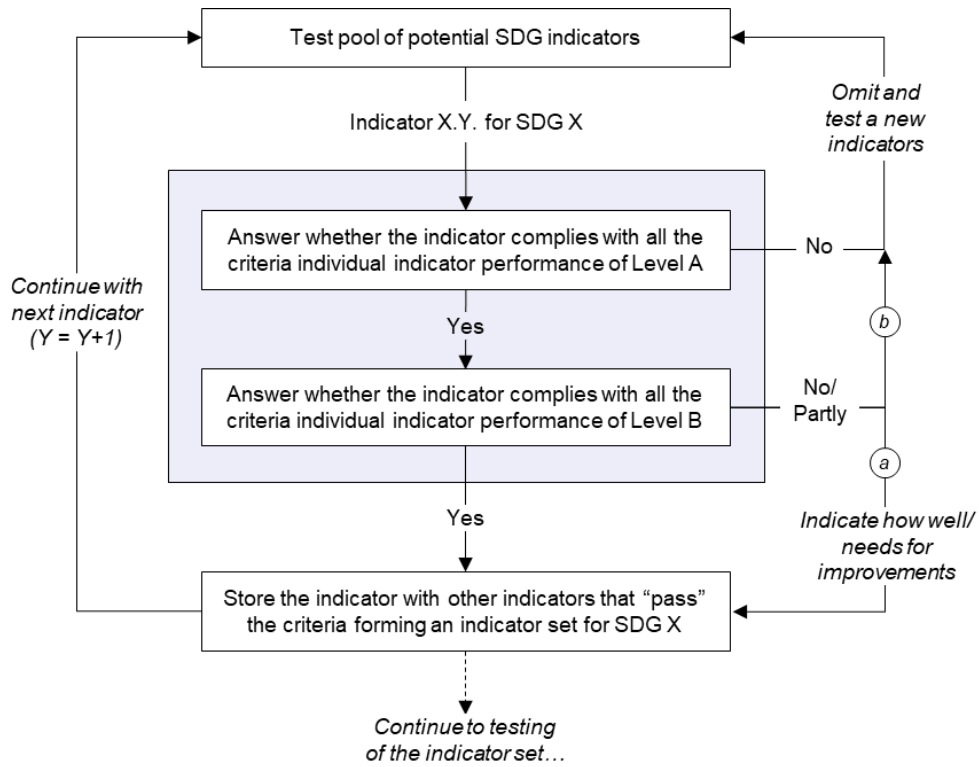 Test pool of potential SDG indicators
Omit and
test a new
indicators
Indicator X.Y. for SDG X
Answer whether the indicator complies with all the
criteria individual indicator performance of Level A
No
Continue with
next indicator
(Y = Y+1)
Yes
b
Answer whether the indicator complies with all the
criteria individual indicator performance of Level B
No/
Partly
a
Yes
Indicate how well/
needs for
improvements
Store the indicator with other indicators that “pass”
the criteria forming an indicator set for SDG X
Continue to testing
of the indicator set…